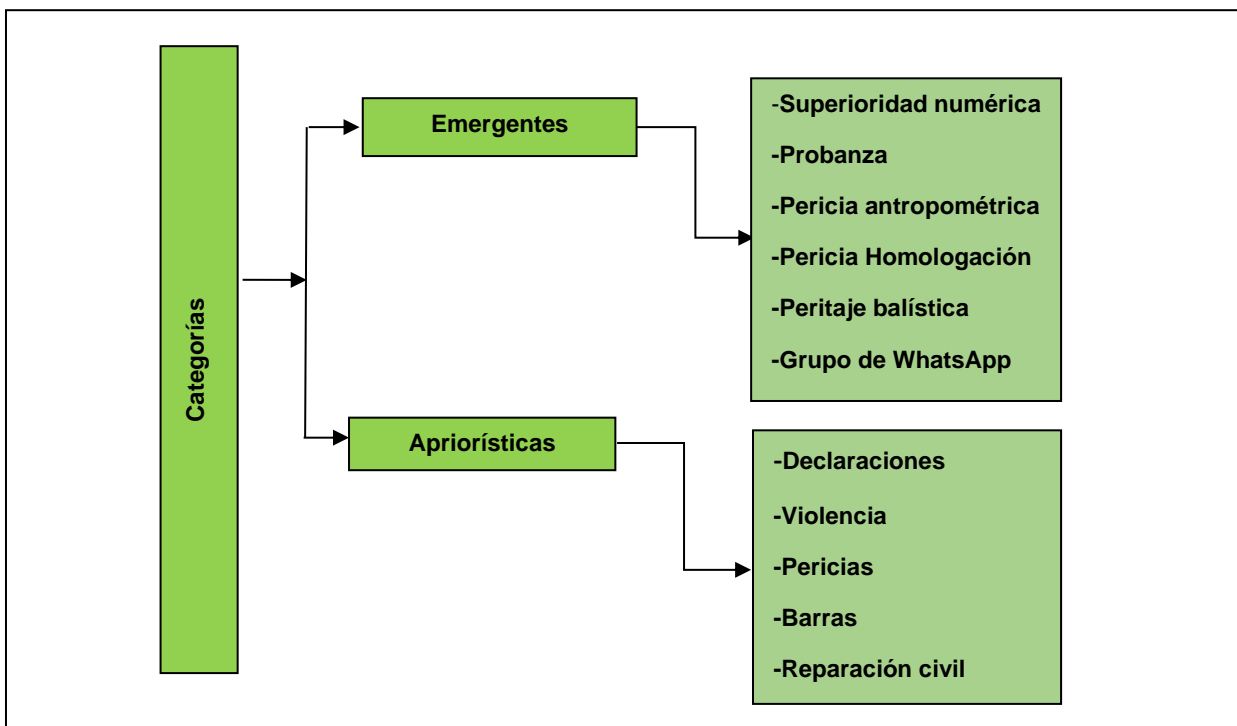 Categorías
Emergentes
-Superioridad numérica
-Probanza
-Pericia antropométrica
-Pericia Homologación
-Peritaje balística
-Grupo de WhatsApp
Apriorísticas
-Declaraciones
-Violencia
-Pericias
-Barras
-Reparación civil